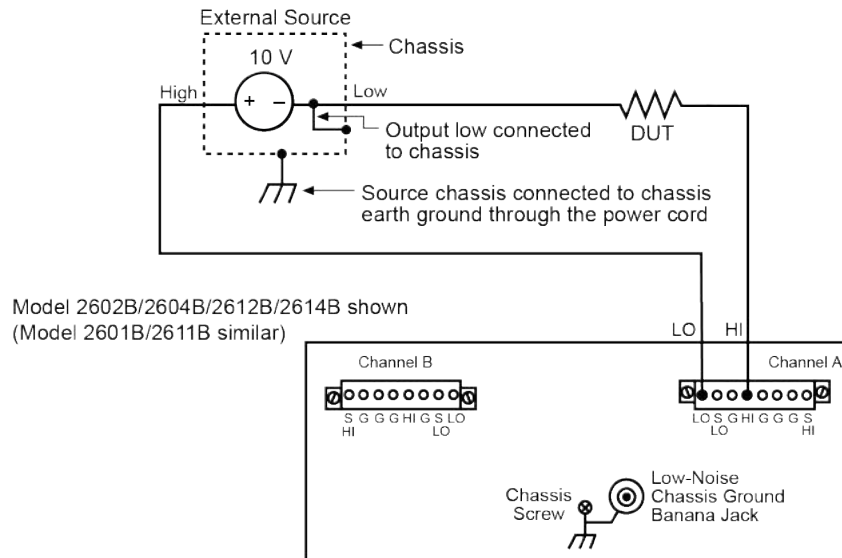 External Source
Chassis
10 V
High
+ −
Low
Output low connected
to chassis
DUT
Source chassis connected to chassis
earth ground through the power cord
Model 2602B/2604B/2612B/2614B shown
(Model 2601B/2611B similar)
LO HI
Channel B
Channel A
S G G G HI G S LO
HI LO
LO S G HI G G G S
LO HI
Chassis
Screw
Low-Noise
Chassis Ground
Banana Jack